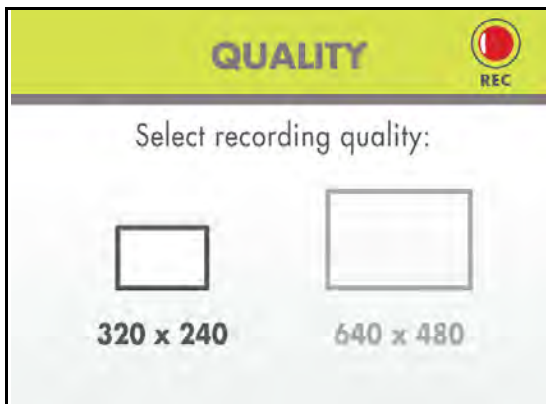 QUALITY
REC
Select recording quality:
320 x 240
640 x 480